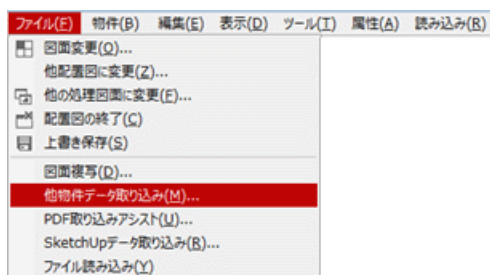 ファイル(F) 物件(B) 編集(E) 表示(D) ツール(T) 属性(A) 読み込み(R)
図面変更(O)...
他配置図に変更(Z)...
他の処理図面に変更(F)...
配置図の終了(C)
上書き保存(S)
図面複写(D)...
他物件データ取り込み(M)...
PDF取り込みアシスト(U)...
SketchUpデータ取り込み(R)...
ファイル読み込み(Y)